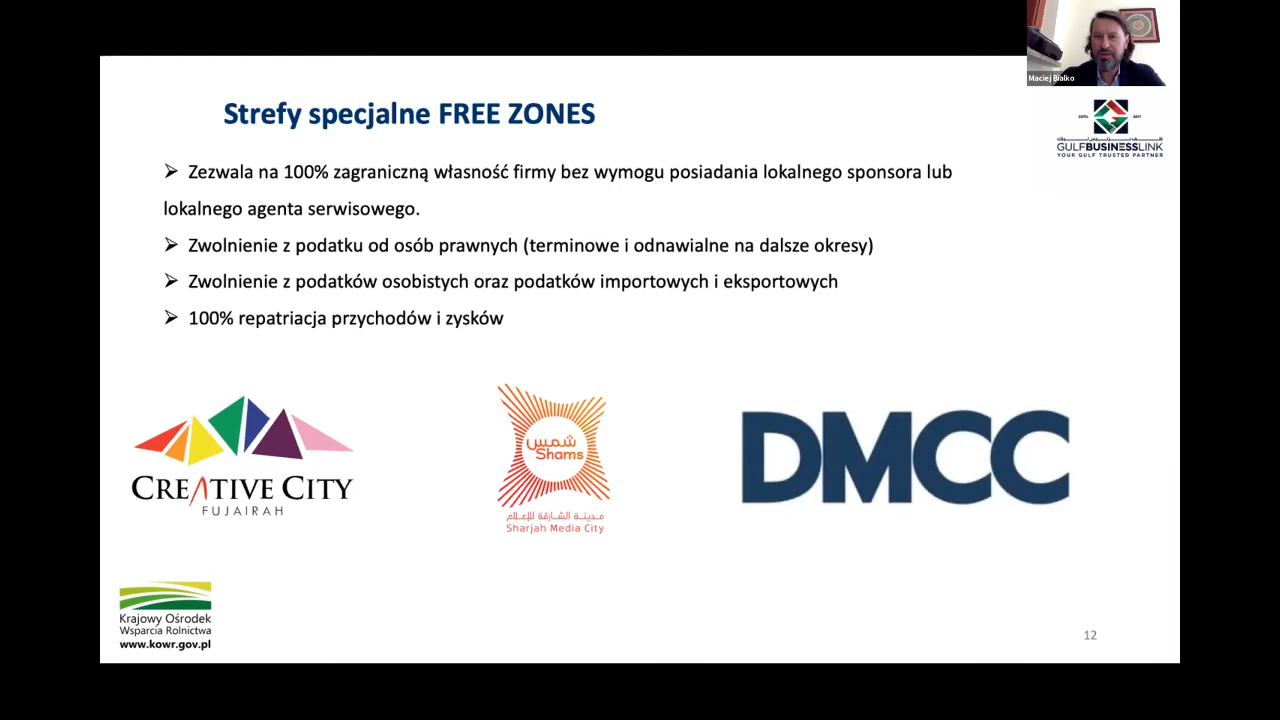 Maciej Bialko
Strefy specjalne FREE ZONES
ESTD. 2017
GULFBUSINESSLINK
YOUR GULF TRUSTED PARTNER
➢ Zezwala na 100% zagraniczną własność firmy bez wymogu posiadania lokalnego sponsora lub
lokalnego agenta serwisowego.
➢ Zwolnienie z podatku od osób prawnych (terminowe i odnawialne na dalsze okresy)
➢ Zwolnienie z podatków osobistych oraz podatków importowych i eksportowych
➢ 100% repatriacja przychodów i zysków
CREATIVE CITY
FUJAIRAH
شمس
Shams
مدينة الشارقة للإعلام
Sharjah Media City
DMCC
Krajowy Ośrodek
Wsparcia Rolnictwa
www.kowr.gov.pl
12